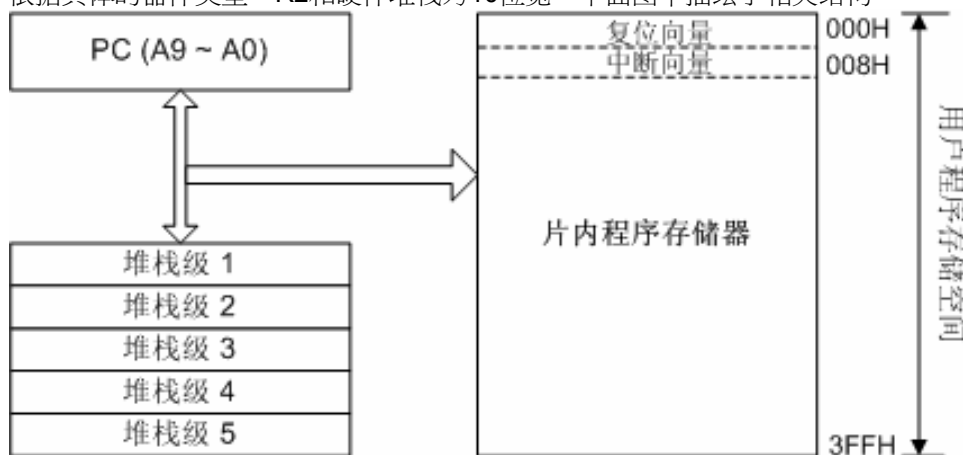 PC (A9 ~ A0)
复位向量
000H
中断向量
008H
片内程序存储器
用户程序存储空间
堆栈级 1
堆栈级 2
堆栈级 3
堆栈级 4
堆栈级 5
3FFH